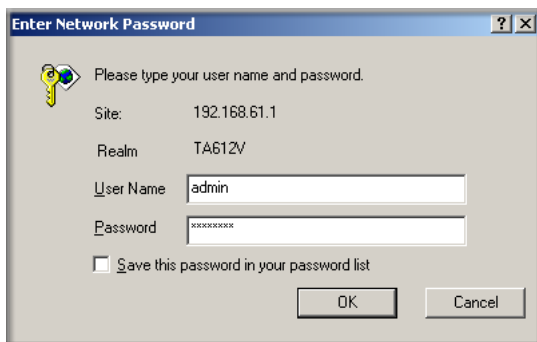 Enter Network Password
Please type your user name and password.
Site: 192.168.61.1
Realm TA612V
User Name admin
Password ××××××××
Save this password in your password list
OK Cancel